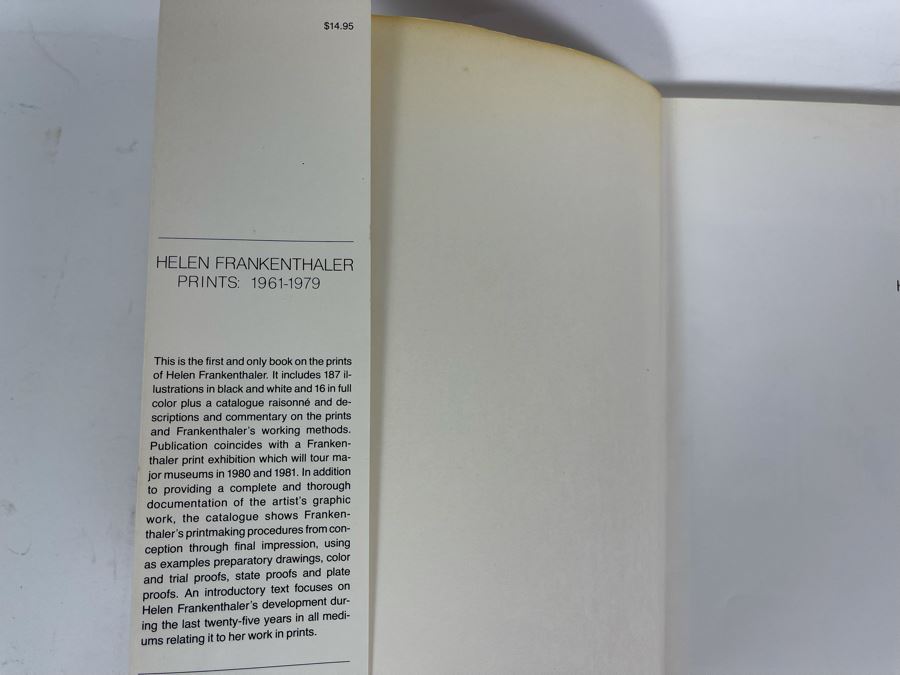 $14.95
HELEN FRANKENTHALER
PRINTS: 1961-1979
This is the first and only book on the prints
of Helen Frankenthaler. It includes 187 il-
lustrations in black and white and 16 in full
color plus a catalogue raisonné and de-
scriptions and commentary on the prints
and Frankenthaler's working methods.
Publication coincides with a Franken-
thaler print exhibition which will tour ma-
jor museums in 1980 and 1981. In addition
to providing a complete and thorough
documentation of the artist's graphic
work, the catalogue shows Franken-
thaler's printmaking procedures from con-
ception through final impression, using
as examples preparatory drawings, color
and trial proofs, state proofs and plate
proofs. An introductory text focuses on
Helen Frankenthaler's development dur-
ing the last twenty-five years in all medi-
ums relating it to her work in prints.